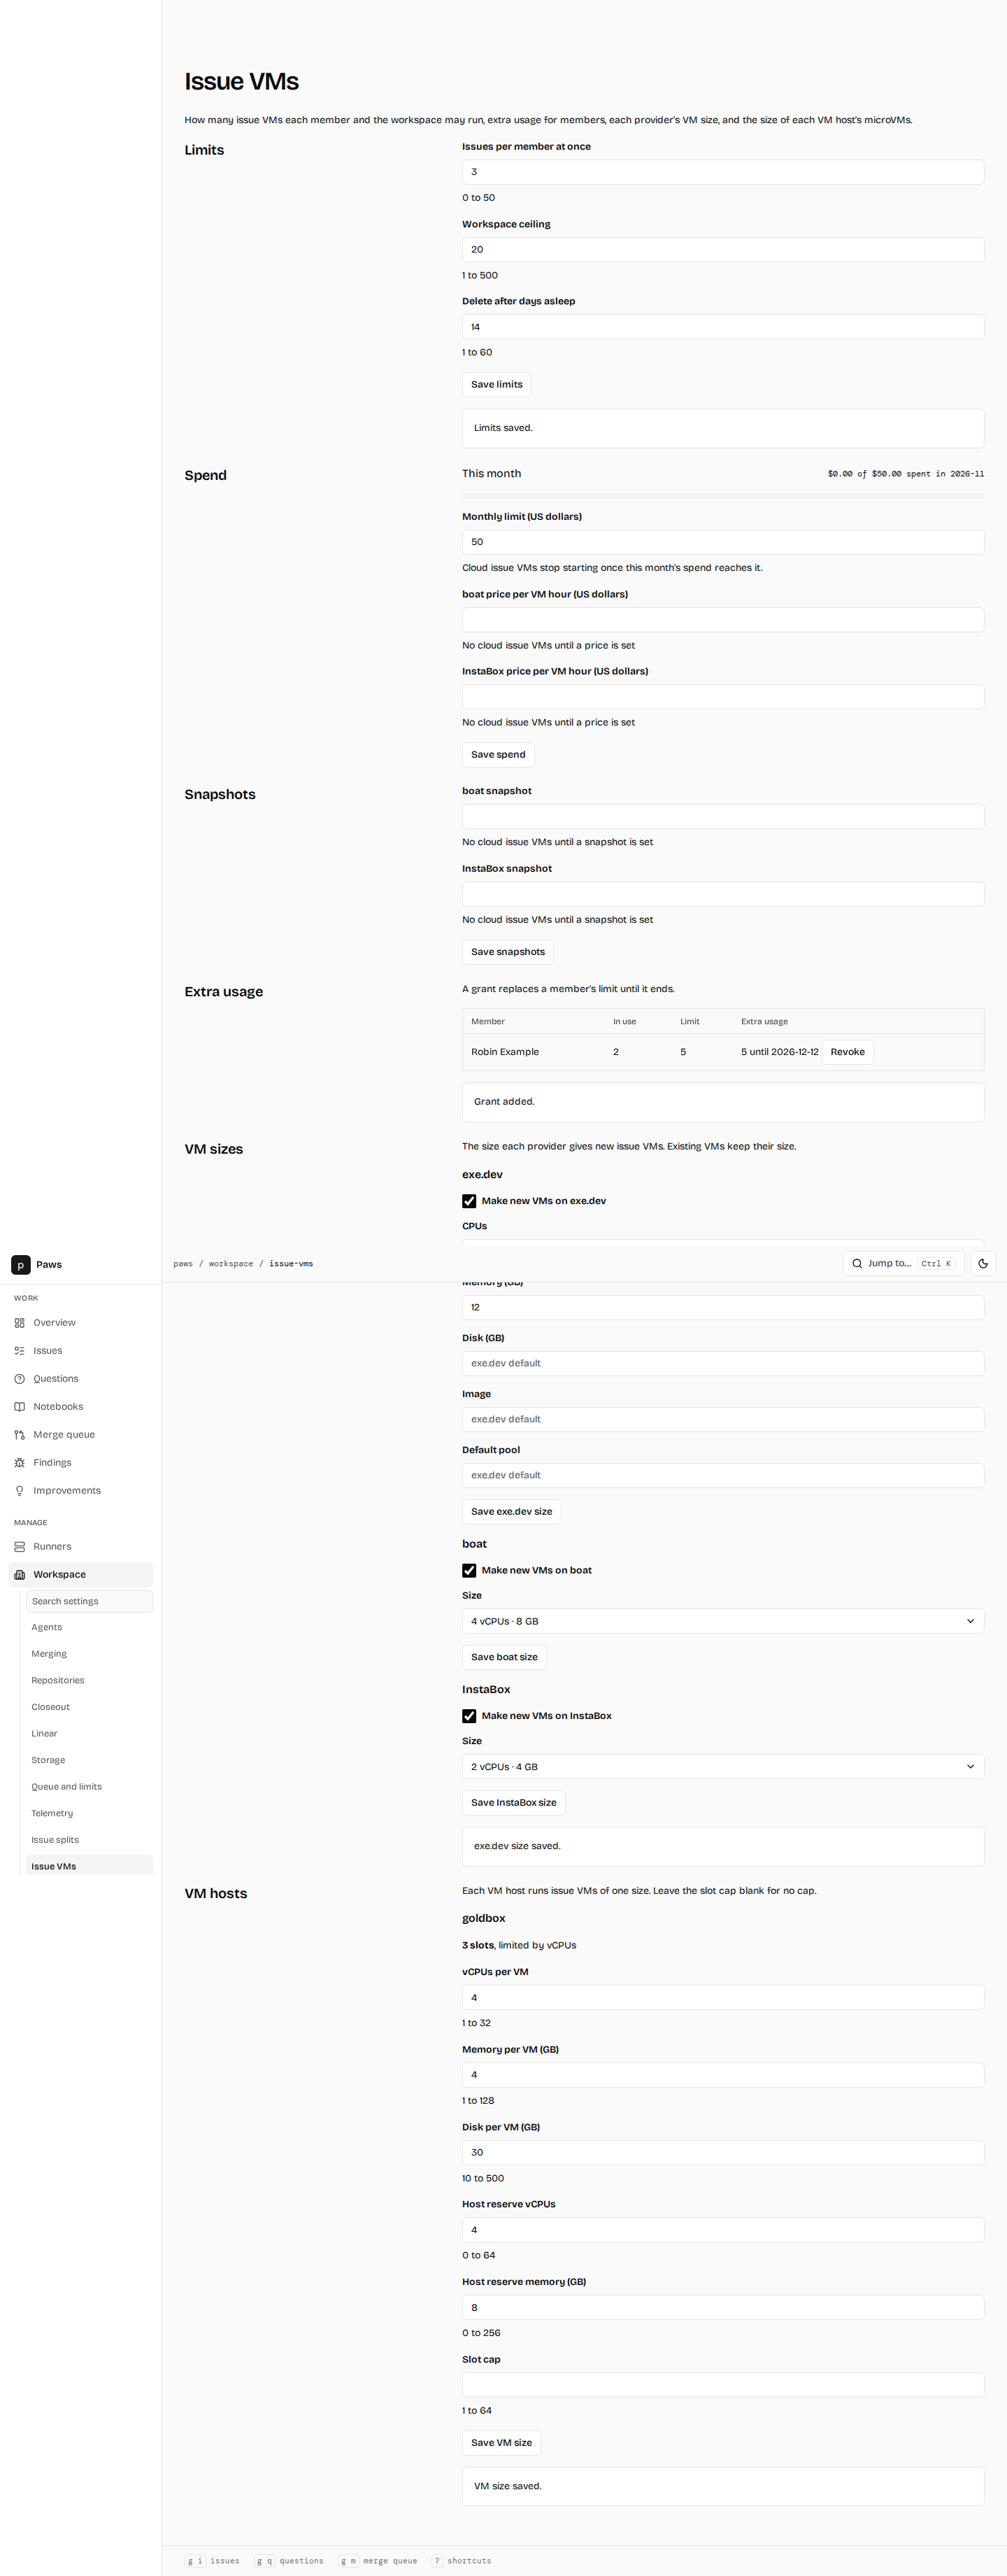 Issue VMs
How many issue VMs each member and the workspace may run, extra usage for members, each provider's VM size, and the size of each VM host's microVMs.
Limits
Issues per member at once
3
0 to 50
Workspace ceiling
20
1 to 500
Delete after days asleep
14
1 to 60
Save limits
Limits saved.
Spend
This month
$0.00 of $50.00 spent in 2026-11
Monthly limit (US dollars)
50
Cloud issue VMs stop starting once this month's spend reaches it.
boat price per VM hour (US dollars)
No cloud issue VMs until a price is set
InstaBox price per VM hour (US dollars)
No cloud issue VMs until a price is set
Save spend
Snapshots
boat snapshot
No cloud issue VMs until a snapshot is set
InstaBox snapshot
No cloud issue VMs until a snapshot is set
Save snapshots
Extra usage
A grant replaces a member's limit until it ends.
Member In use Limit Extra usage
Robin Example 2 5 5 until 2026-12-12 Revoke
Grant added.
VM sizes
The size each provider gives new issue VMs. Existing VMs keep their size.
exe.dev
Make new VMs on exe.dev
CPUs
p Paws
paws / workspace / issue-vms
Jump to... Ctrl K
Memory (GB)
12
Disk (GB)
exe.dev default
Image
exe.dev default
Default pool
exe.dev default
Save exe.dev size
boat
Make new VMs on boat
Size
4 vCPUs · 8 GB
Save boat size
InstaBox
Make new VMs on InstaBox
Size
2 vCPUs · 4 GB
Save InstaBox size
exe.dev size saved.
WORK
Overview
Issues
Questions
Notebooks
Merge queue
Findings
Improvements
MANAGE
Runners
Workspace
Search settings
Agents
Merging
Repositories
Closeout
Linear
Storage
Queue and limits
Telemetry
Issue splits
Issue VMs
VM hosts
Each VM host runs issue VMs of one size. Leave the slot cap blank for no cap.
goldbox
3 slots, limited by vCPUs
vCPUs per VM
4
1 to 32
Memory per VM (GB)
4
1 to 128
Disk per VM (GB)
30
10 to 500
Host reserve vCPUs
4
0 to 64
Host reserve memory (GB)
8
0 to 256
Slot cap
1 to 64
Save VM size
VM size saved.
g i issues g q questions g m merge queue ? shortcuts